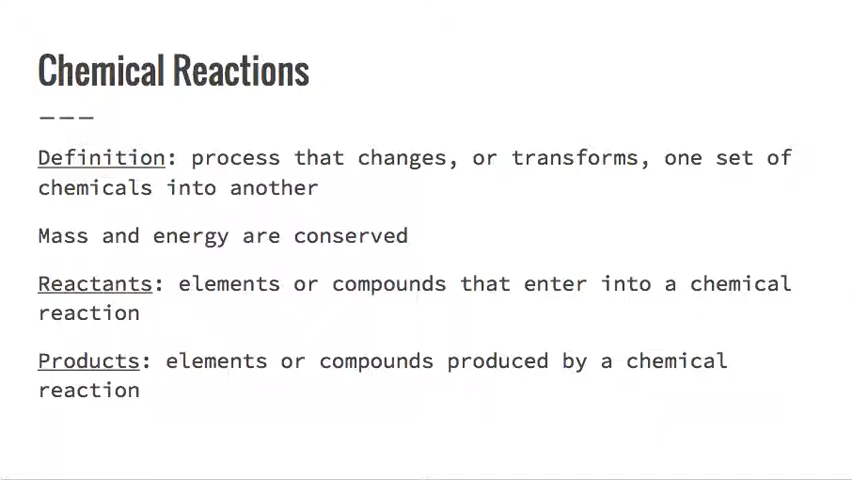 Chemical Reactions
Definition: process that changes, or transforms, one set of
chemicals into another
Mass and energy are conserved
Reactants: elements or compounds that enter into a chemical
reaction
Products: elements or compounds produced by a chemical
reaction